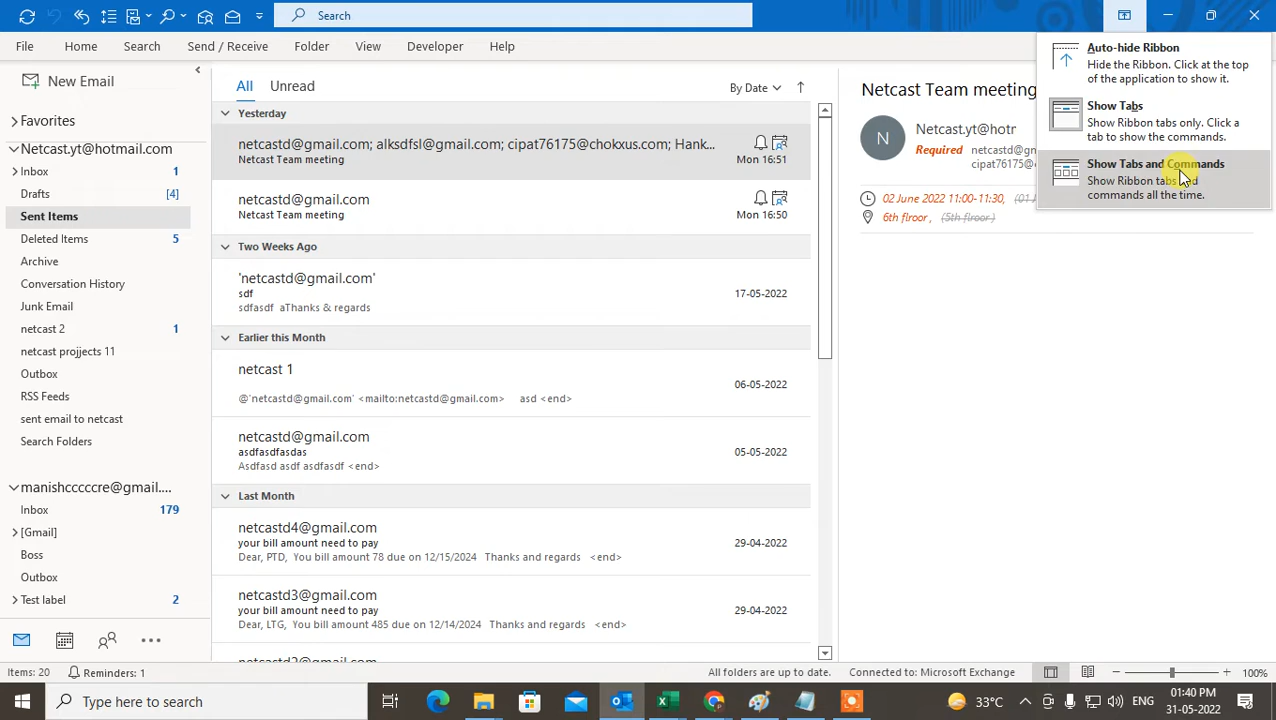 Search
File Home Search Send / Receive Folder View Developer Help
New Email
Favorites
Netcast.yt@hotmail.com
Inbox 1
Drafts [4]
Sent Items
Deleted Items 5
Archive
Conversation History
Junk Email
netcast 2 1
netcast projjects 11
Outbox
RSS Feeds
sent email to netcast
Search Folders
manishcccccre@gmail....
Inbox 179
[Gmail]
Boss
Outbox
Test label 2
All Unread By Date
Yesterday
netcastd@gmail.com; alksdfsl@gmail.com; cipat76175@chokxus.com; Hank...
Netcast Team meeting Mon 16:51
netcastd@gmail.com
Netcast Team meeting Mon 16:50
Two Weeks Ago
'netcastd@gmail.com'
sdf 17-05-2022
sdfasdf aThanks & regards
Earlier this Month
netcast 1
06-05-2022
@'netcastd@gmail.com' <mailto:netcastd@gmail.com> asd <end>
netcastd@gmail.com
asdfasdfasdas 05-05-2022
Asdfasd asdf asdfasdf <end>
Last Month
netcastd4@gmail.com
your bill amount need to pay 29-04-2022
Dear, PTD, You bill amount 78 due on 12/15/2024 Thanks and regards <end>
netcastd3@gmail.com
your bill amount need to pay 29-04-2022
Dear, LTG, You bill amount 485 due on 12/14/2024 Thanks and regards <end>
Netcast Team meeting
N
Netcast.yt@hotr
Required netcastd@gm
cipat76175@
02 June 2022 11:00-11:30, (01
6th flroor , (5th flroor )
Auto-hide Ribbon
Hide the Ribbon. Click at the top
of the application to show it.
Show Tabs
Show Ribbon tabs only. Click a
tab to show the commands.
Show Tabs and Commands
Show Ribbon tabs and
commands all the time.
Items: 20 Reminders: 1 All folders are up to date. Connected to: Microsoft Exchange 100%
Type here to search 33°C ENG 01:40 PM
31-05-2022